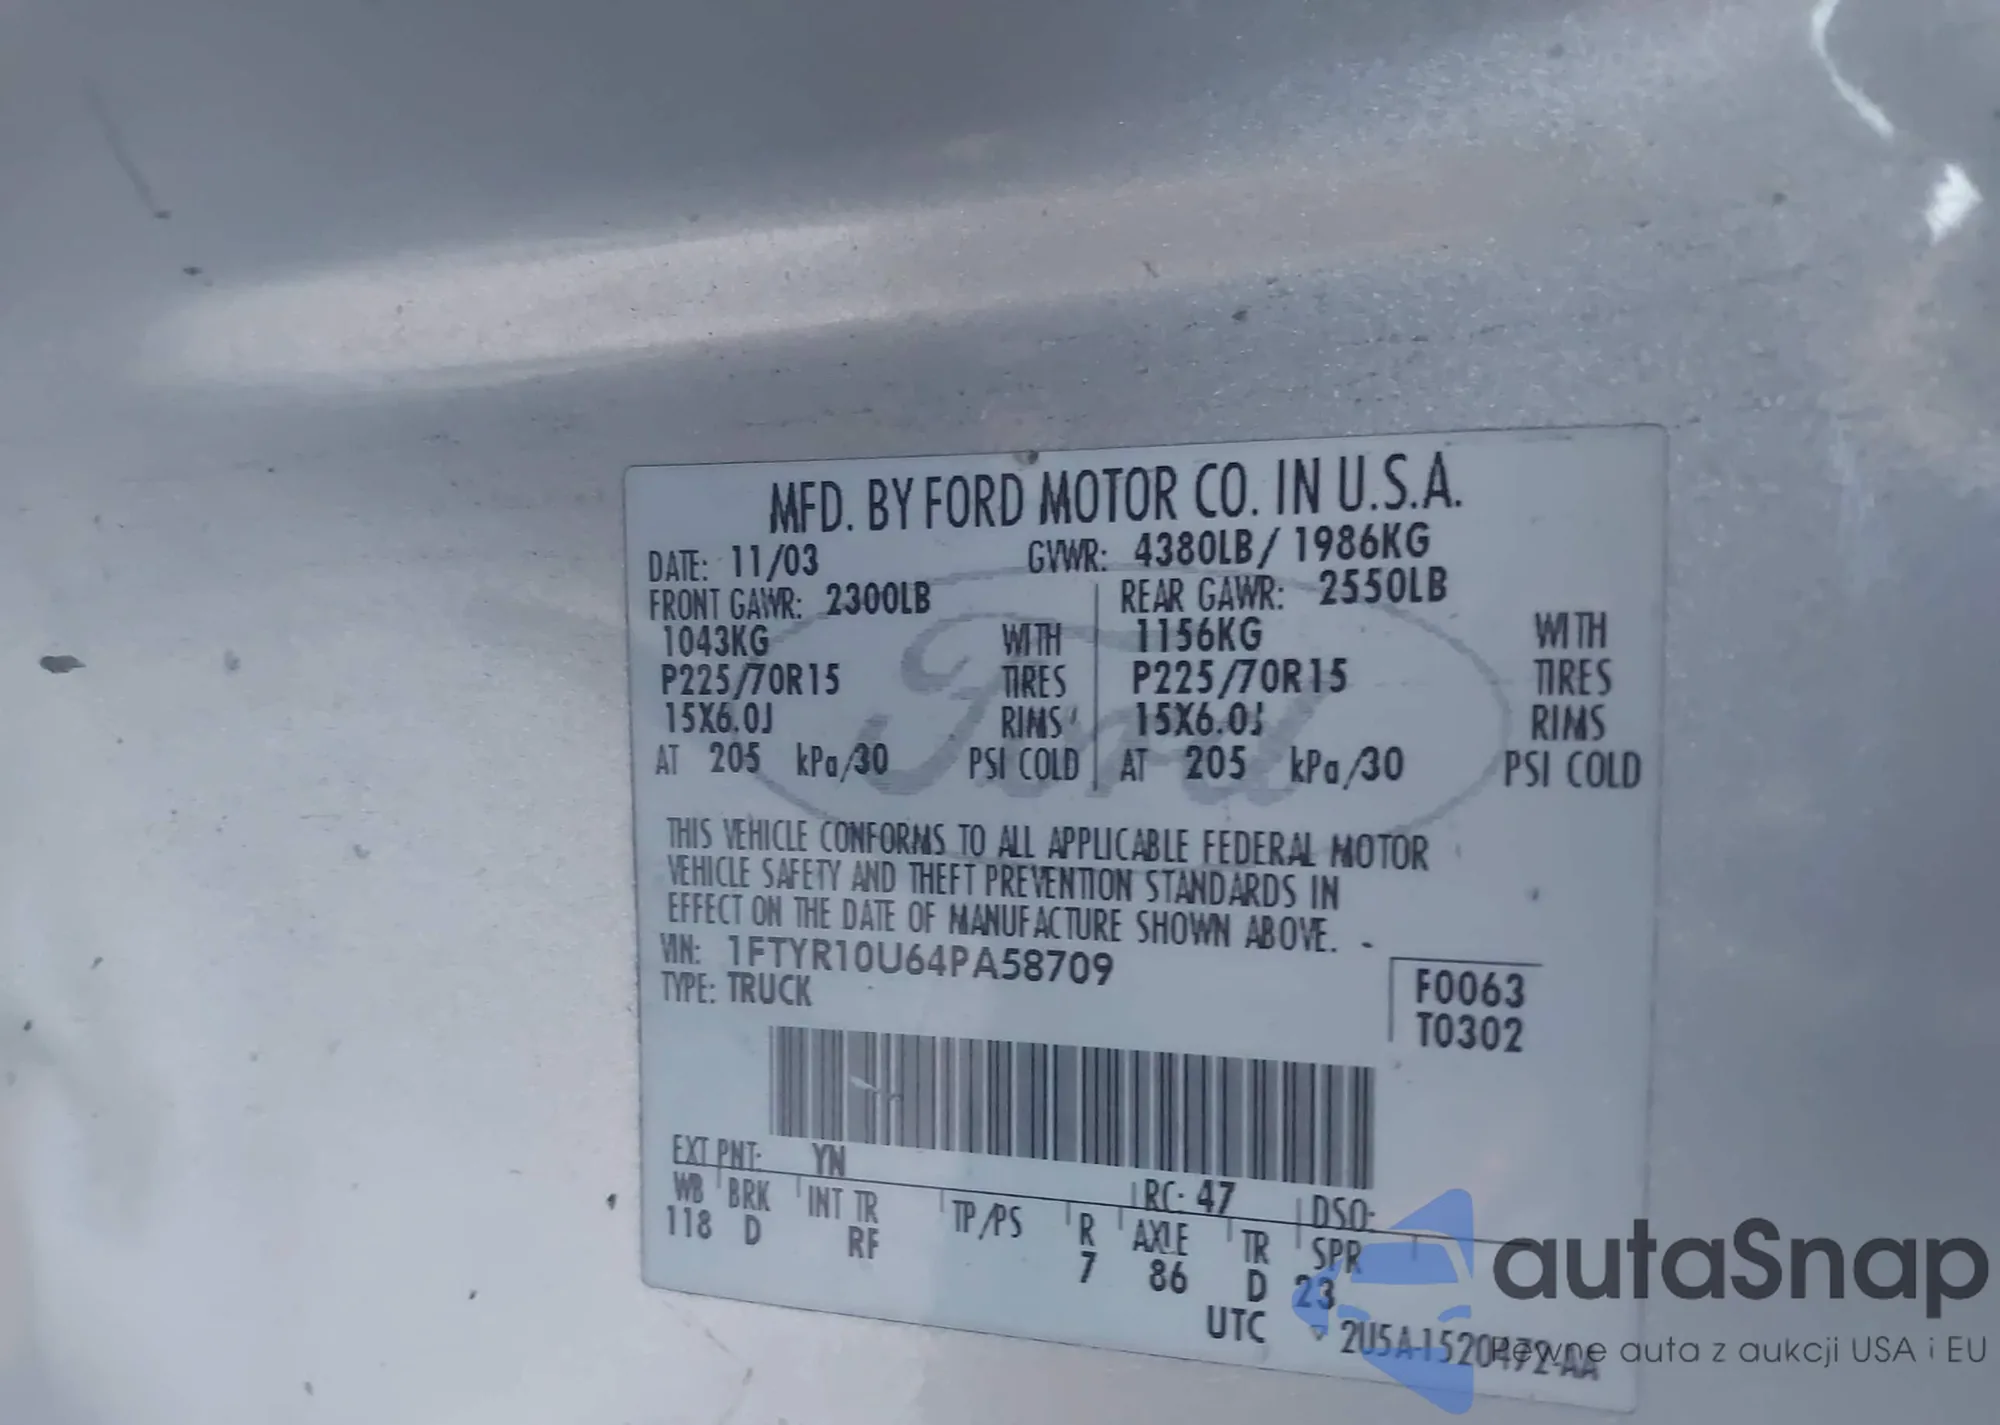 MFD. BY FORD MOTOR CO. IN U.S.A.
DATE: 11/03 GVWR: 4380LB/ 1986KG
FRONT GAWR: 2300LB REAR GAWR: 2550LB
1043KG WITH 1156KG WITH
P225/70R15 TIRES P225/70R15 TIRES
15X6.0J RIMS 15X6.0J RIMS
AT 205 kPa/30 PSI COLD AT 205 kPa/30 PSI COLD
THIS VEHICLE CONFORMS TO ALL APPLICABLE FEDERAL MOTOR
VEHICLE SAFETY AND THEFT PREVENTION STANDARDS IN
EFFECT ON THE DATE OF MANUFACTURE SHOWN ABOVE.
VIN: 1FTYR10U64PA58709
TYPE: TRUCK
F0063
T0302
Ford
EXT PNT: YN RC: 47 DSO:
WB BRK INT TR TP/PS R AXLE TR SPR
118 D RF 7 86 D 23
UTC 2U5A-1520472-AA
autaSnap
Pewne auta z aukcji USA i EU